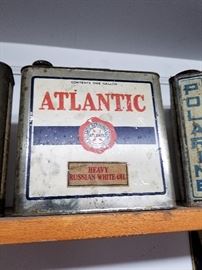 CONTENTS ONE GALLON
ATLANTIC
HEAVY
RUSSIAN WHITE OIL
POLARINE